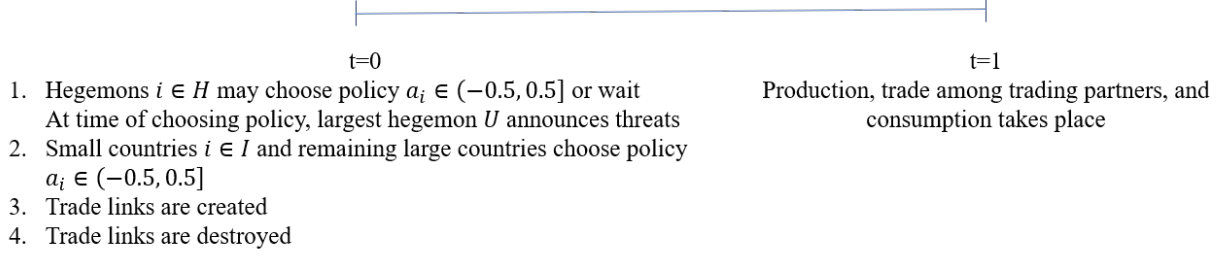 t=0
t=1
1. Hegemons i ∈ H may choose policy aᵢ ∈ (−0.5, 0.5] or wait
At time of choosing policy, largest hegemon U announces threats
2. Small countries i ∈ I and remaining large countries choose policy
aᵢ ∈ (−0.5, 0.5]
3. Trade links are created
4. Trade links are destroyed
Production, trade among trading partners, and
consumption takes place